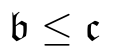 𝔟 ≤ 𝔠